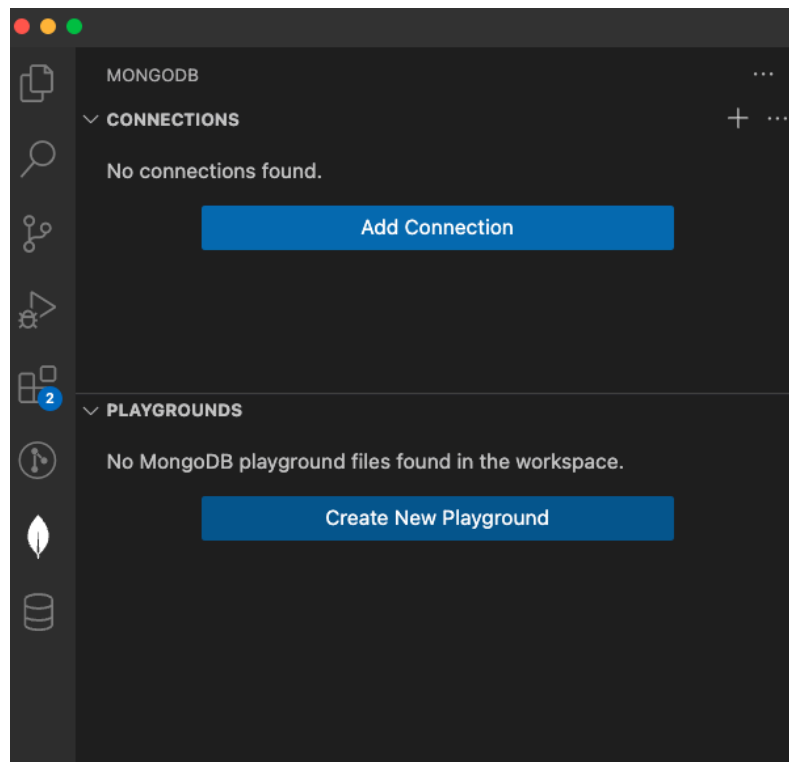 MONGODB
CONNECTIONS
No connections found.
Add Connection
2
PLAYGROUNDS
No MongoDB playground files found in the workspace.
Create New Playground